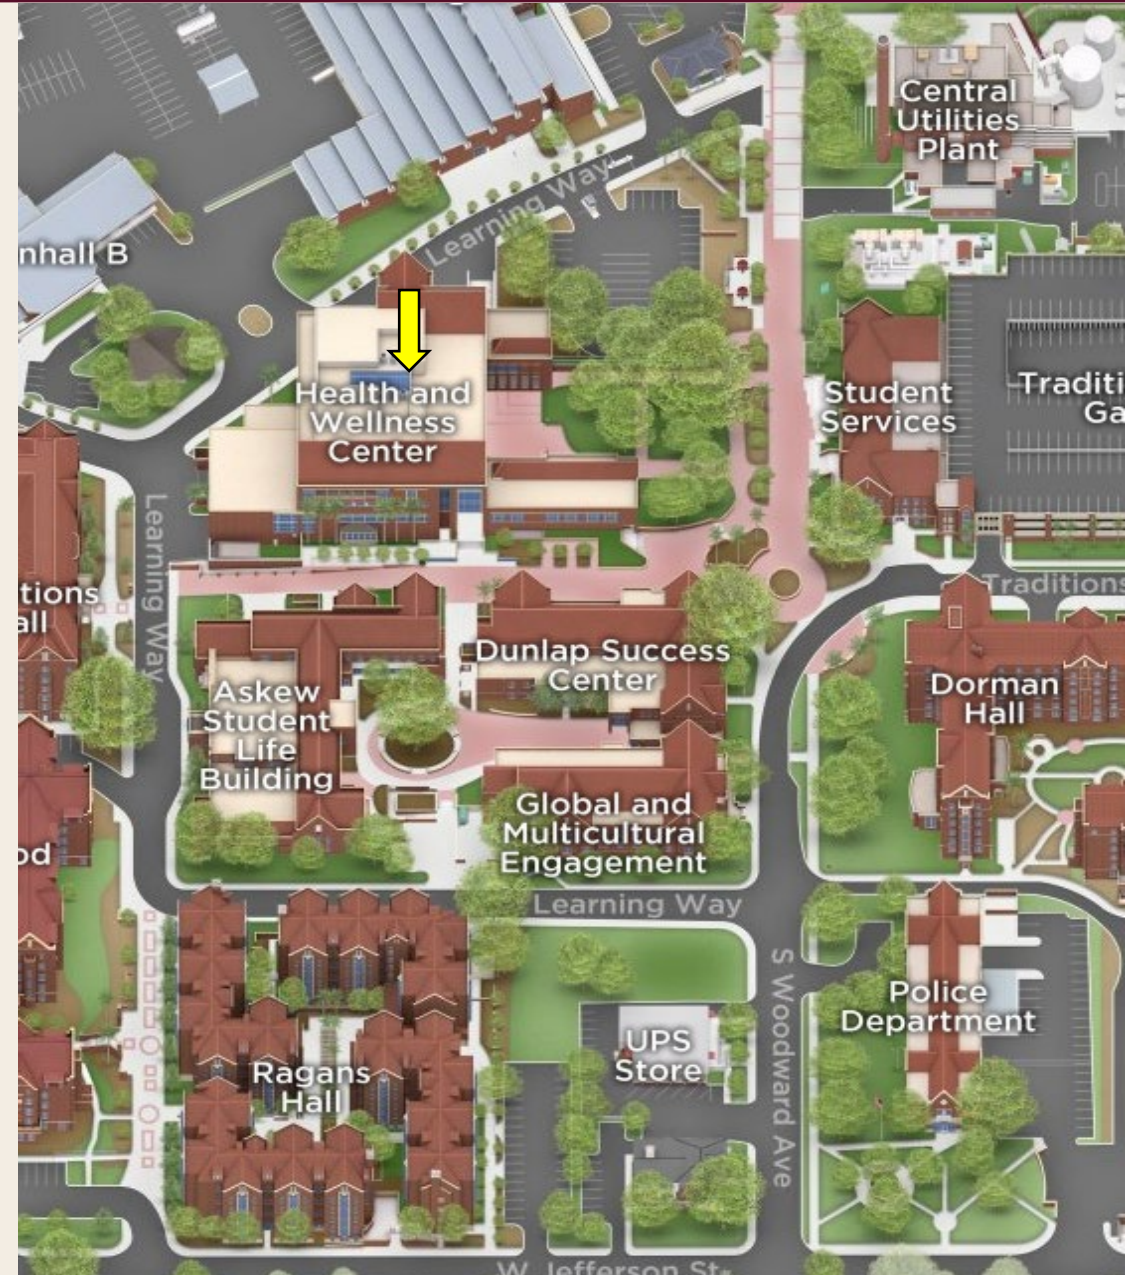 Central
Utilities
Plant
Learning Way
nhall B
Health and
Wellness
Center
Student
Services
Traditi
Ga
Learning Way
tions
all
Traditions
Dunlap Success
Center
Askew
Student
Life
Building
Dorman
Hall
Global and
Multicultural
Engagement
od
Learning Way
S Woodward Ave
Police
Department
UPS
Store
Ragans
Hall
W Jefferson St